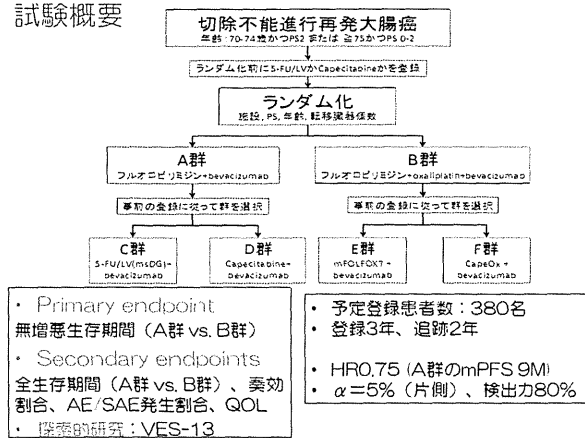 試験概要
切除不能進行再発大腸癌
年齢:70-74歳かつPS2 または ≧75かつPS 0-2
ランダム化前に5-FU/LVかCapecitabineかを登録
ランダム化
施設, PS, 年齢, 転移臓器個数
A群
フルオロピリミジン+bevacizumab
B群
フルオロピリミジン+oxaliplatin+bevacizumab
事前の登録に従って群を選択
事前の登録に従って群を選択
C群
5-FU/LV(msDG)+
bevacizumab
D群
Capecitabine+
bevacizumab
E群
mFOLFOX7 +
bevacizumab
F群
CapeOx +
bevacizumab
・ Primary endpoint
無増悪生存期間(A群 vs. B群)
・ Secondary endpoints
全生存期間(A群 vs. B群)、奏効
割合、AE/SAE発生割合、QOL
・ 探索的研究:VES-13
・ 予定登録患者数:380名
・ 登録3年、追跡2年
・ HR0.75 (A群のmPFS 9M)
・ α=5%(片側)、検出力80%